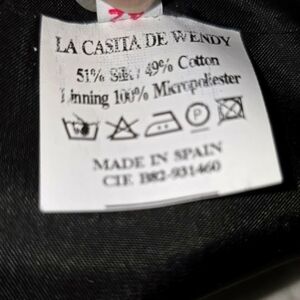 LA CASITA DE WENDY
51% Silk / 49% Cotton
Linning 100% Micropoliester
P
MADE IN SPAIN
CIF B82-931460